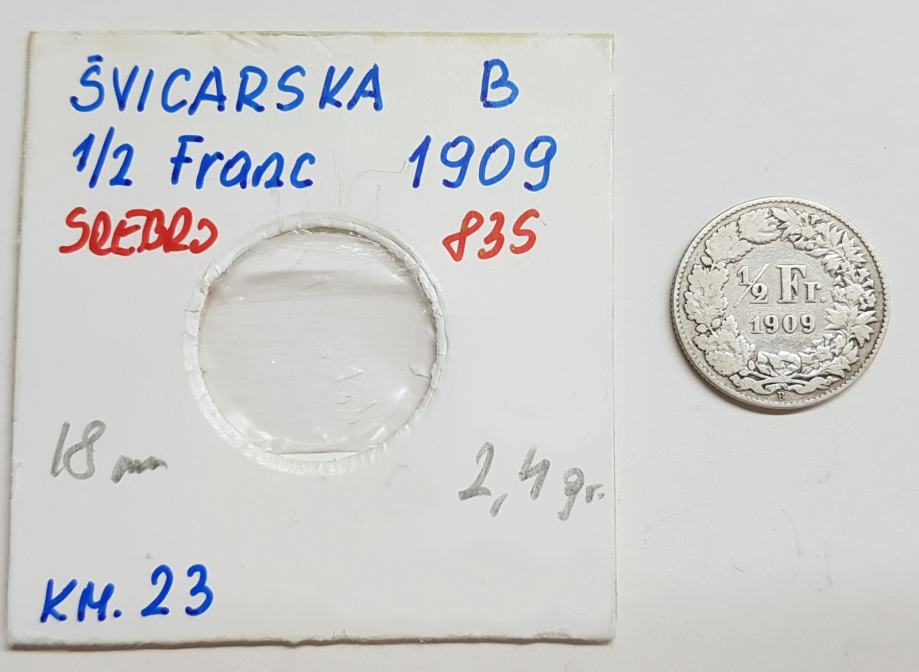 ŠVICARSKA B
1/2 Franc 1909
SREBRO 835
18 mm 2,4 gr.
KM. 23
1/2 Fr.
1909
B